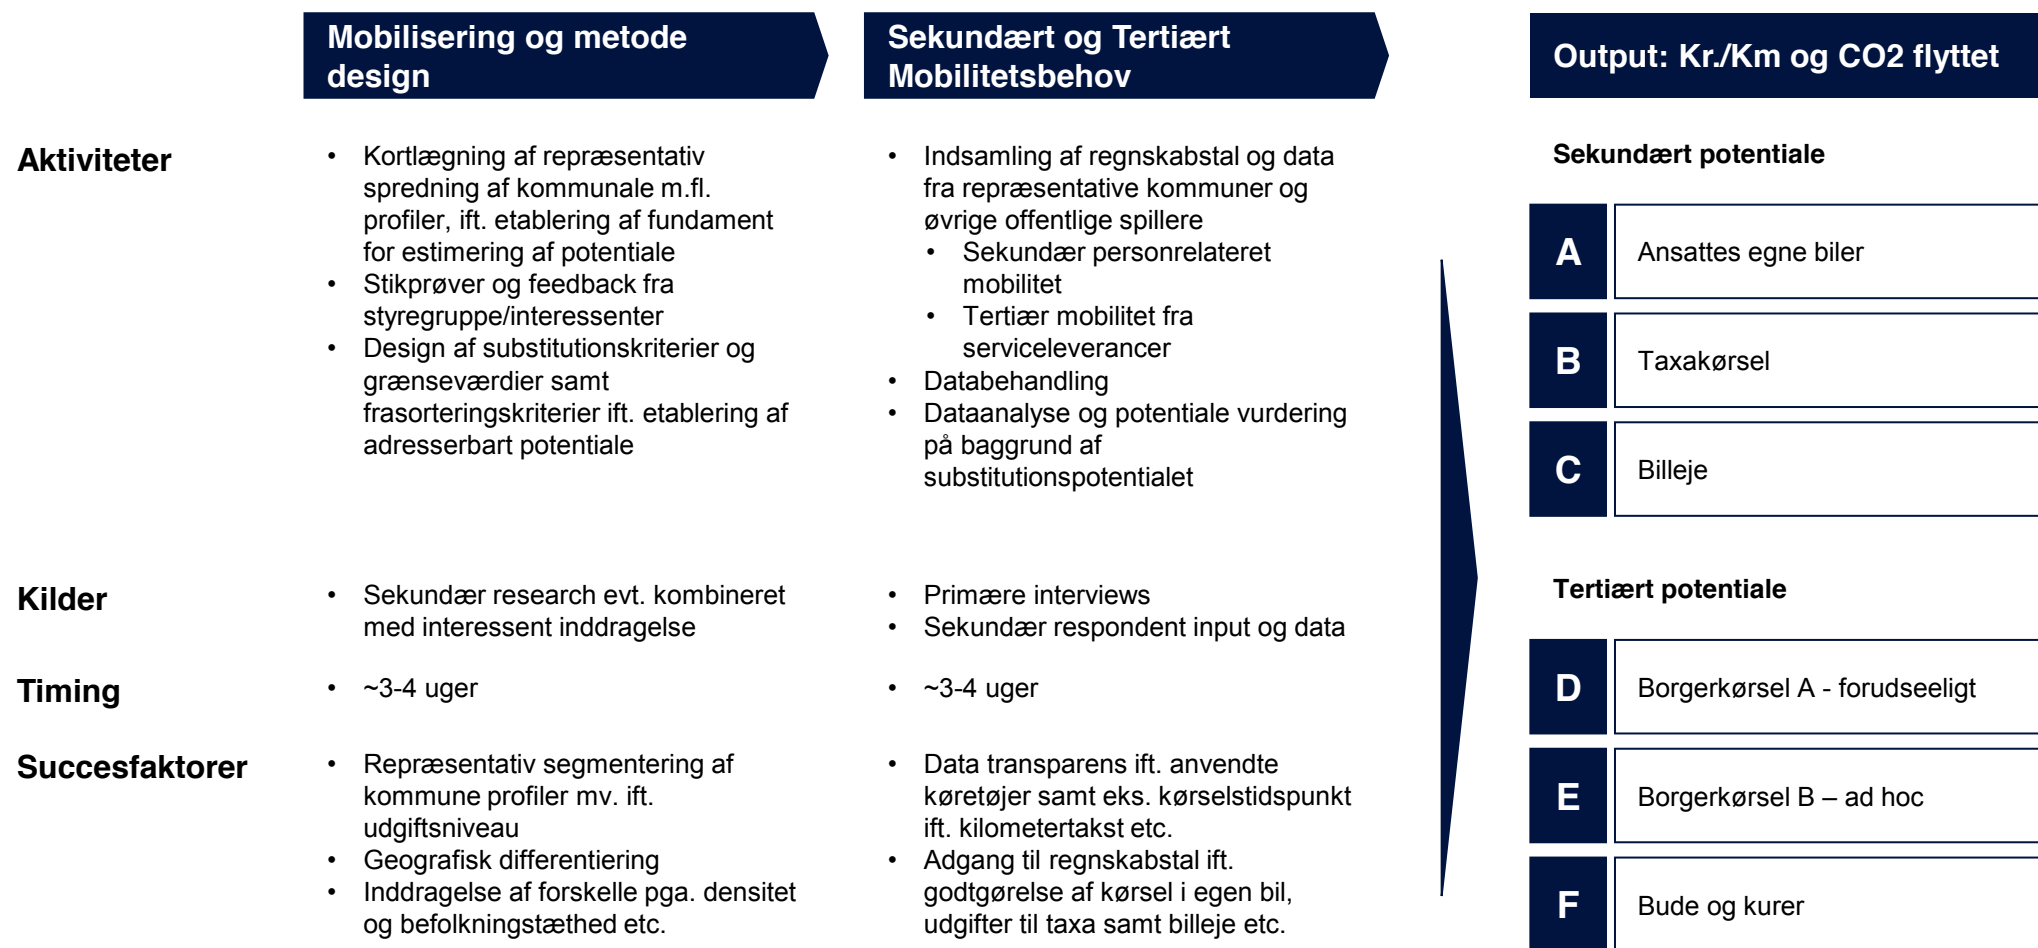 Mobilisering og metode
design
Sekundært og Tertiært
Mobilitetsbehov
Output: Kr./Km og CO2 flyttet
Aktiviteter
• Kortlægning af repræsentativ
spredning af kommunale m.fl.
profiler, ift. etablering af fundament
for estimering af potentiale
• Stikprøver og feedback fra
styregruppe/interessenter
• Design af substitutionskriterier og
grænseværdier samt
frasorteringskriterier ift. etablering af
adresserbart potentiale
• Indsamling af regnskabstal og data
fra repræsentative kommuner og
øvrige offentlige spillere
• Sekundær personrelateret
mobilitet
• Tertiær mobilitet fra
serviceleverancer
• Databehandling
• Dataanalyse og potentiale vurdering
på baggrund af
substitutionspotentialet
Sekundært potentiale
A Ansattes egne biler
B Taxakørsel
C Billeje
Kilder
• Sekundær research evt. kombineret
med interessent inddragelse
• Primære interviews
• Sekundær respondent input og data
Timing
• ~3-4 uger
• ~3-4 uger
Succesfaktorer
• Repræsentativ segmentering af
kommune profiler mv. ift.
udgiftsniveau
• Geografisk differentiering
• Inddragelse af forskelle pga. densitet
og befolkningstæthed etc.
• Data transparens ift. anvendte
køretøjer samt eks. kørselstidspunkt
ift. kilometertakst etc.
• Adgang til regnskabstal ift.
godtgørelse af kørsel i egen bil,
udgifter til taxa samt billeje etc.
Tertiært potentiale
D Borgerkørsel A - forudseeligt
E Borgerkørsel B – ad hoc
F Bude og kurer